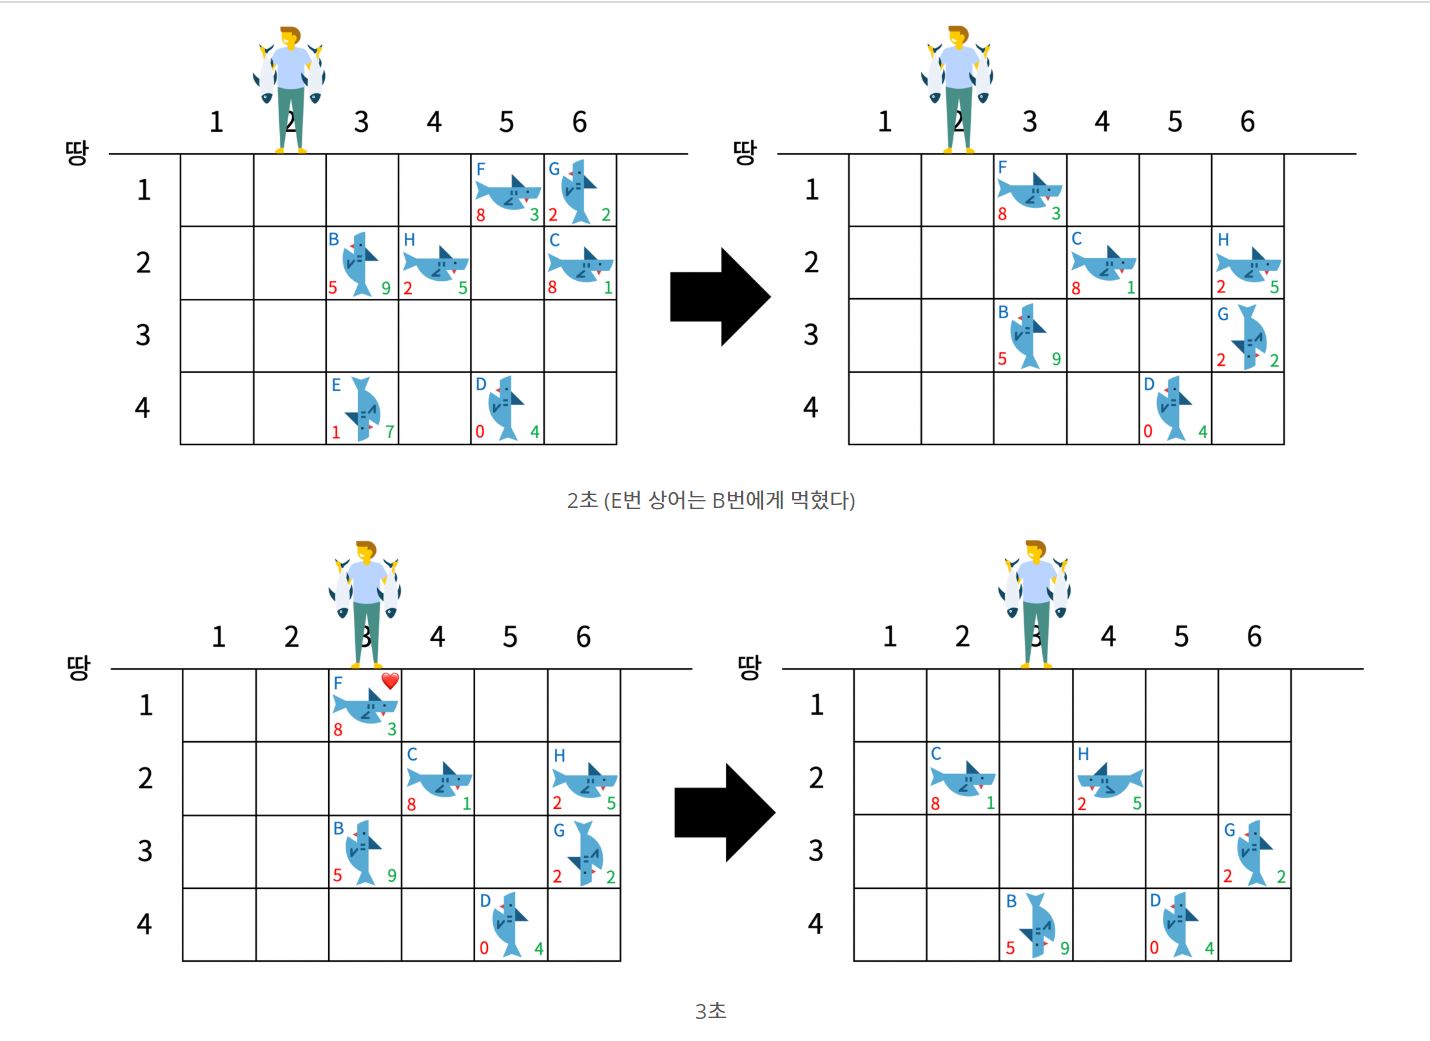 1 2 3 4 5 6 1 2 3 4 5 6
땅 땅
1 F 8 3 G 2 2 1 F 8 3
2 B 5 9 H 2 5 C 8 1 2 C 8 1 H 2 5
3 3 B 5 9 G 2 2
4 E 1 7 D 0 4 4 D 0 4
2초 (E번 상어는 B번에게 먹혔다)
1 2 3 4 5 6 1 2 3 4 5 6
땅 땅
1 F 8 3 1
2 C 8 1 H 2 5 2 C 8 1 H 2 5
3 B 5 9 G 2 2 3 G 2 2
4 D 0 4 4 B 5 9 D 0 4
3초